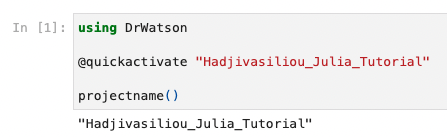 In [1]: using DrWatson
@quickactivate "Hadjivasiliou_Julia_Tutorial"
projectname()
"Hadjivasiliou_Julia_Tutorial"